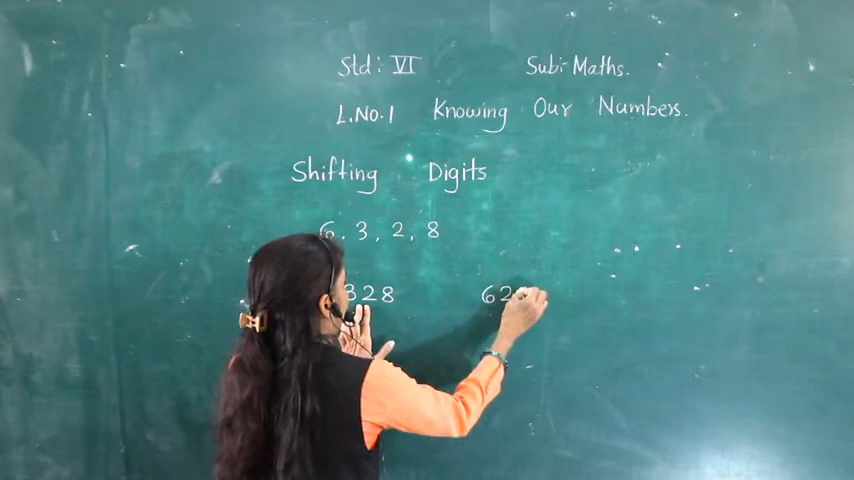 Std: VI Sub:- Maths.
L.No.1 Knowing Our Numbers.
Shifting Digits
6, 3, 2, 8
328 62